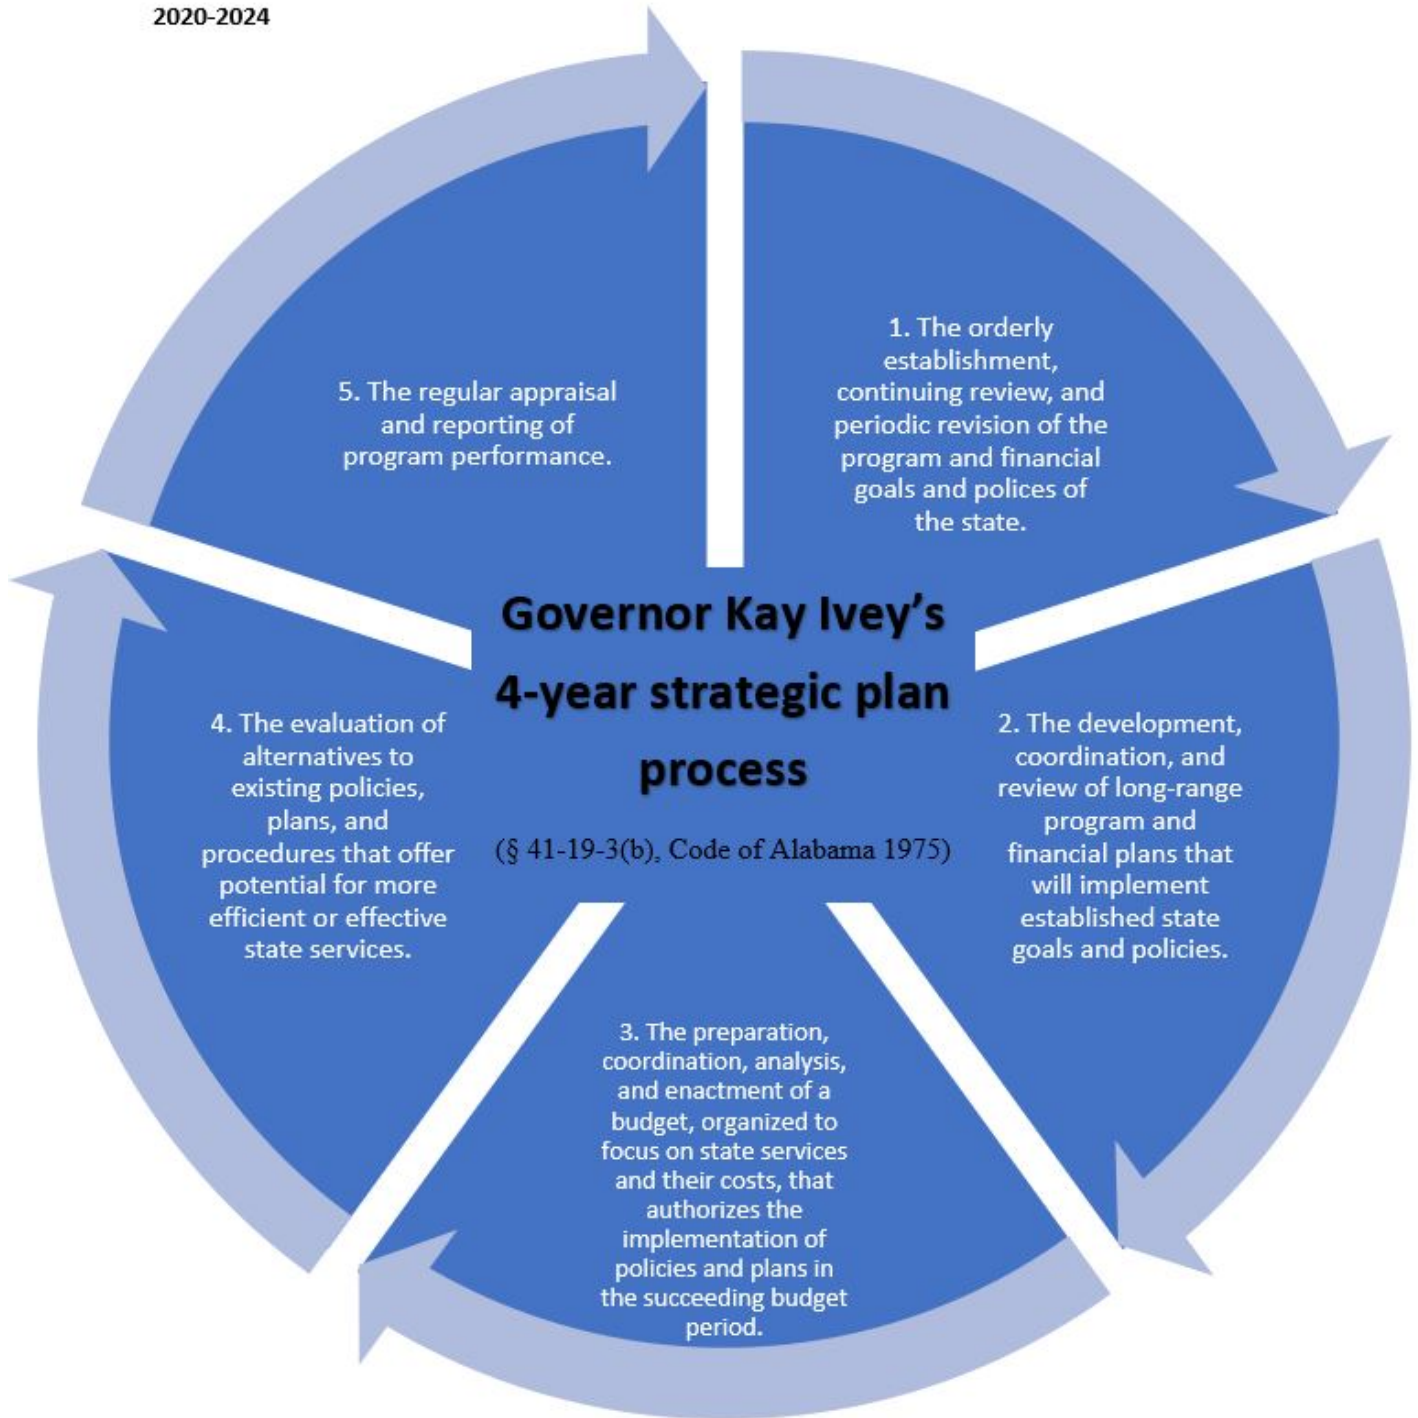 2020-2024
1. The orderly
establishment,
continuing review, and
periodic revision of the
program and financial
goals and polices of
the state.
2. The development,
coordination, and
review of long-range
program and
financial plans that
will implement
established state
goals and policies.
3. The preparation,
coordination, analysis,
and enactment of a
budget, organized to
focus on state services
and their costs, that
authorizes the
implementation of
policies and plans in
the succeeding budget
period.
4. The evaluation of
alternatives to
existing policies,
plans, and
procedures that offer
potential for more
efficient or effective
state services.
5. The regular appraisal
and reporting of
program performance.
Governor Kay Ivey’s
4-year strategic plan
process
(§ 41-19-3(b), Code of Alabama 1975)